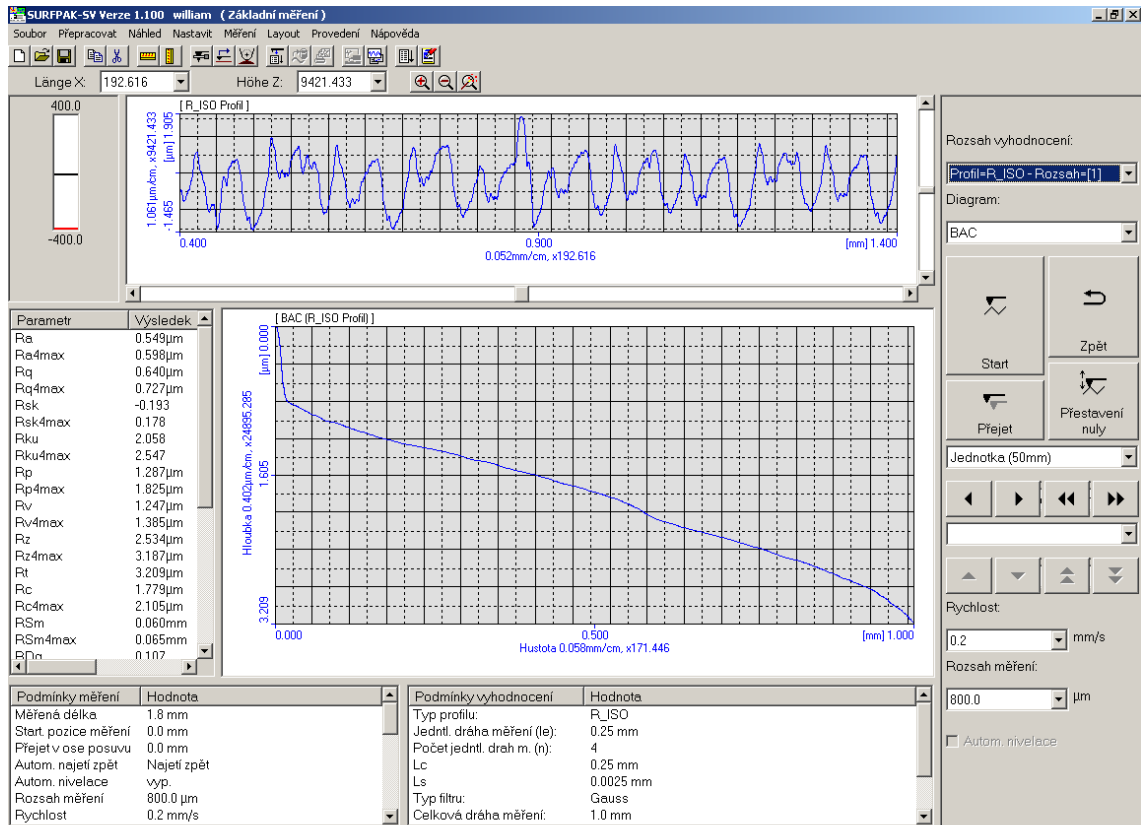 SURFPAK-SV Verze 1.100 william ( Základní měření )
Soubor Přepracovat Náhled Nastavit Měření Layout Provedení Nápověda
Länge X: 192.616 Höhe Z: 9421.433
400.0
-400.0
[ R_ISO Profil ]
1.061µm/cm, x9421.433
-1.465 [µm] 1.905
0.400 0.900 [mm] 1.400
0.052mm/cm, x192.616
Parametr Výsledek
Ra 0.549µm
Ra4max 0.598µm
Rq 0.640µm
Rq4max 0.727µm
Rsk -0.193
Rsk4max 0.178
Rku 2.058
Rku4max 2.547
Rp 1.287µm
Rp4max 1.825µm
Rv 1.247µm
Rv4max 1.385µm
Rz 2.534µm
Rz4max 3.187µm
Rt 3.209µm
Rc 1.779µm
Rc4max 2.105µm
RSm 0.060mm
RSm4max 0.065mm
RDq 0.107
[ BAC (R_ISO Profil) ]
Hloubka 0.402µm/cm, x24895.285
3.209 1.605 [µm] 0.000
0.000 0.500 [mm] 1.000
Hustota 0.058mm/cm, x171.446
Rozsah vyhodnocení:
Profil=R_ISO - Rozsah=[1]
Diagram:
BAC
Start
Zpět
Přejet
Přestavení
nuly
Jednotka (50mm)
Rychlost:
0.2 mm/s
Rozsah měření:
800.0 µm
Autom. nivelace
Podmínky měření Hodnota
Měřená délka 1.8 mm
Start. pozice měření 0.0 mm
Přejet v ose posuvu 0.0 mm
Autom. najetí zpět Najetí zpět
Autom. nivelace vyp.
Rozsah měření 800.0 µm
Rychlost 0.2 mm/s
Podmínky vyhodnocení Hodnota
Typ profilu: R_ISO
Jedntl. dráha měření (le): 0.25 mm
Počet jedntl. drah m. (n) 4
Lc 0.25 mm
Ls 0.0025 mm
Typ filtru: Gauss
Celková dráha měření: 1.0 mm